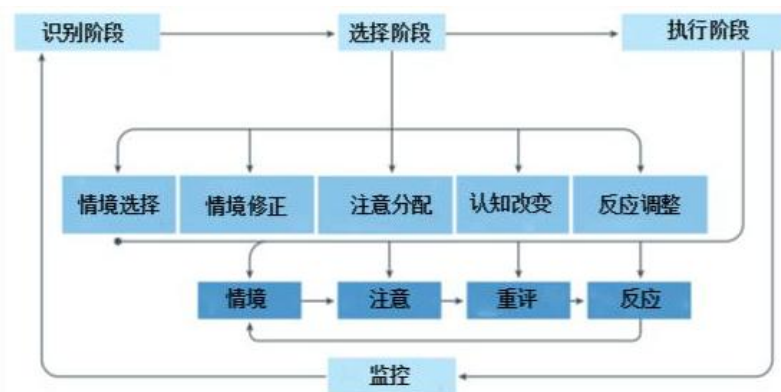 识别阶段
选择阶段
执行阶段
情境选择
情境修正
注意分配
认知改变
反应调整
情境
注意
重评
反应
监控